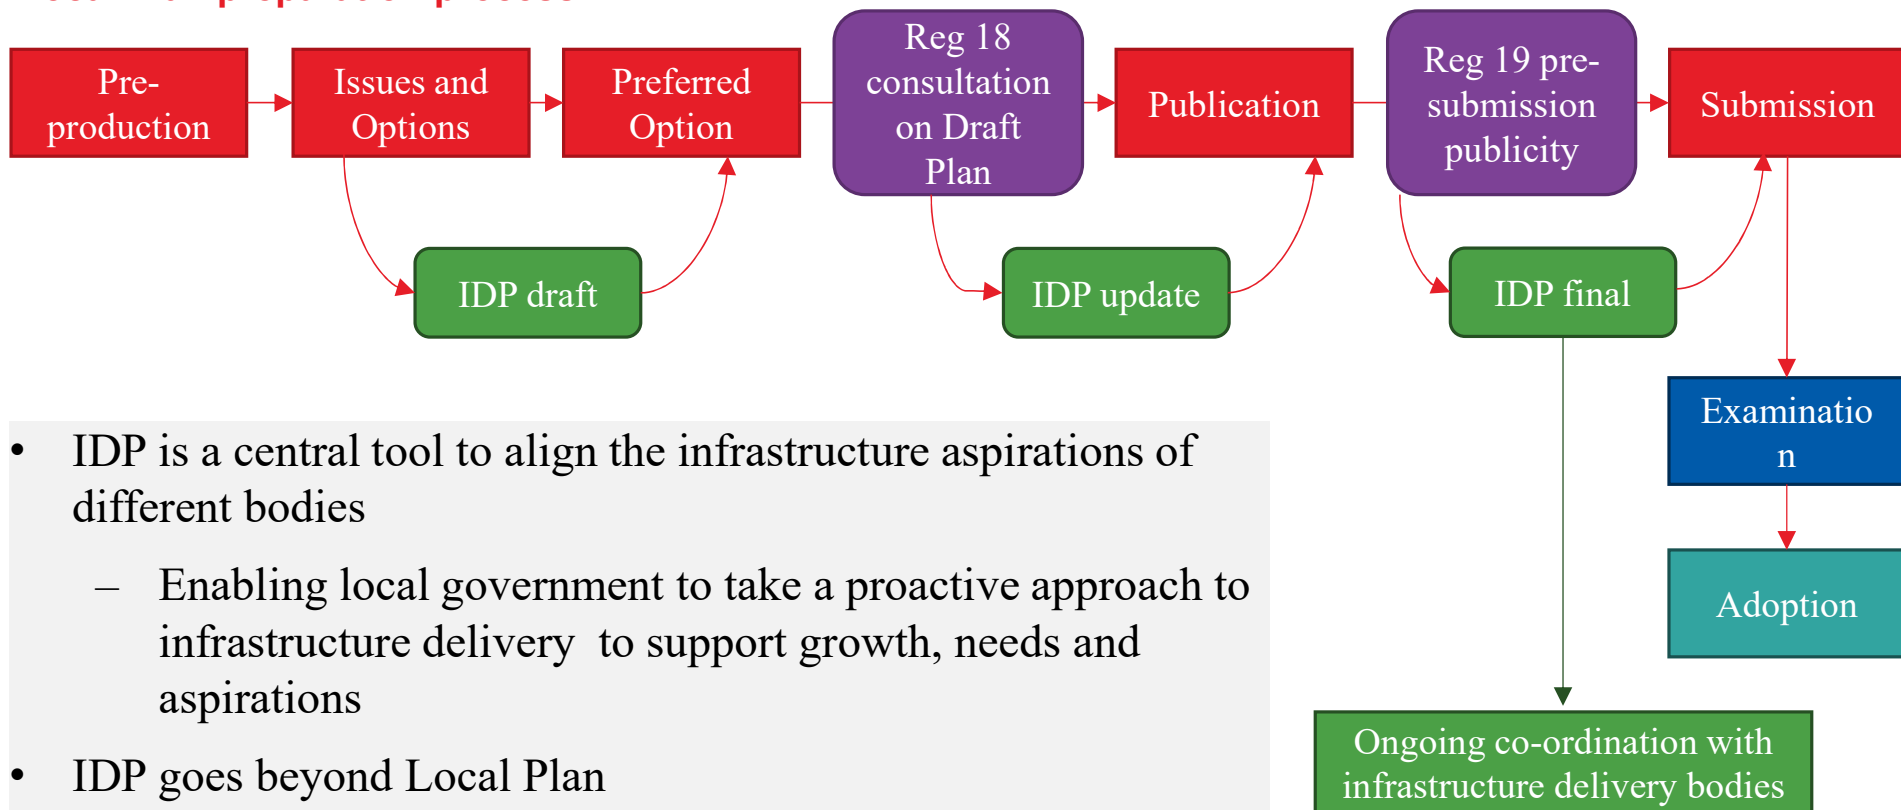 Pre-
production
Issues and
Options
Preferred
Option
Reg 18
consultation
on Draft
Plan
Publication
Reg 19 pre-
submission
publicity
Submission
IDP draft
IDP update
IDP final
Examinatio
n
Adoption
Ongoing co-ordination with
infrastructure delivery bodies
• IDP is a central tool to align the infrastructure aspirations of
different bodies
– Enabling local government to take a proactive approach to
infrastructure delivery  to support growth, needs and
aspirations
• IDP goes beyond Local Plan